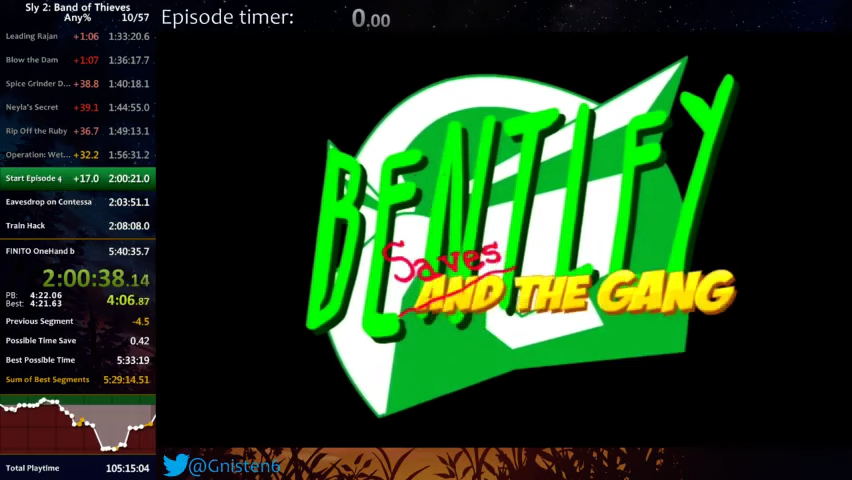 Sly 2: Band of Thieves
Any% 10/57
Leading Rajan +1:06 1:33:20.6
Blow the Dam +1:07 1:36:17.7
Spice Grinder D... +38.8 1:40:18.1
Neyla's Secret +39.1 1:44:55.0
Rip Off the Ruby +36.7 1:49:13.1
Operation: Wet... +32.2 1:56:31.2
Start Episode 4 +17.0 2:00:21.0
Eavesdrop on Contessa 2:03:51.1
Train Hack 2:08:08.0
FINITO OneHand b 5:40:35.7
2:00:38.14
PB: 4:22.06
Best: 4:21.63 4:06.87
Previous Segment -4.5
Possible Time Save 0.42
Best Possible Time 5:33:19
Sum of Best Segments 5:29:14.51
Total Playtime 105:15:04
Episode timer: 0.00
BENTLEY
Saves
AND THE GANG
@Gnisten6